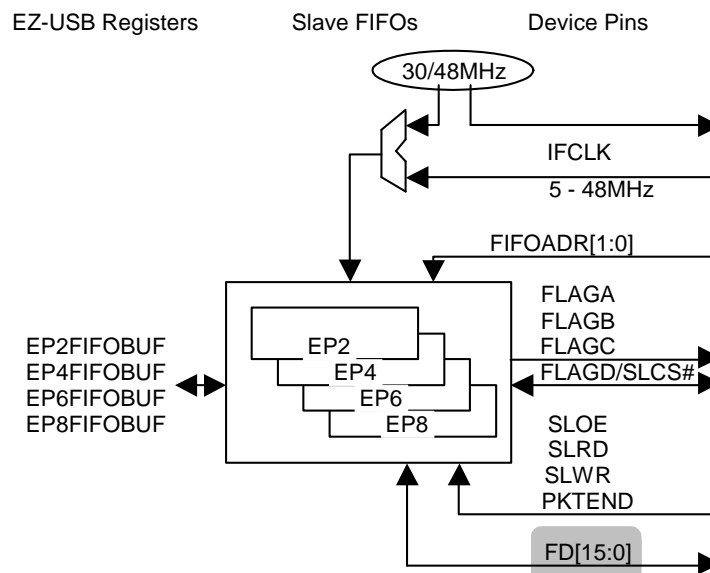 EZ-USB Registers
Slave FIFOs
Device Pins
30/48MHz
IFCLK
5 - 48MHz
FIFOADR[1:0]
FLAGA
FLAGB
FLAGC
FLAGD/SLCS#
EP2FIFOBUF
EP4FIFOBUF
EP6FIFOBUF
EP8FIFOBUF
EP2
EP4
EP6
EP8
SLOE
SLRD
SLWR
PKTEND
FD[15:0]